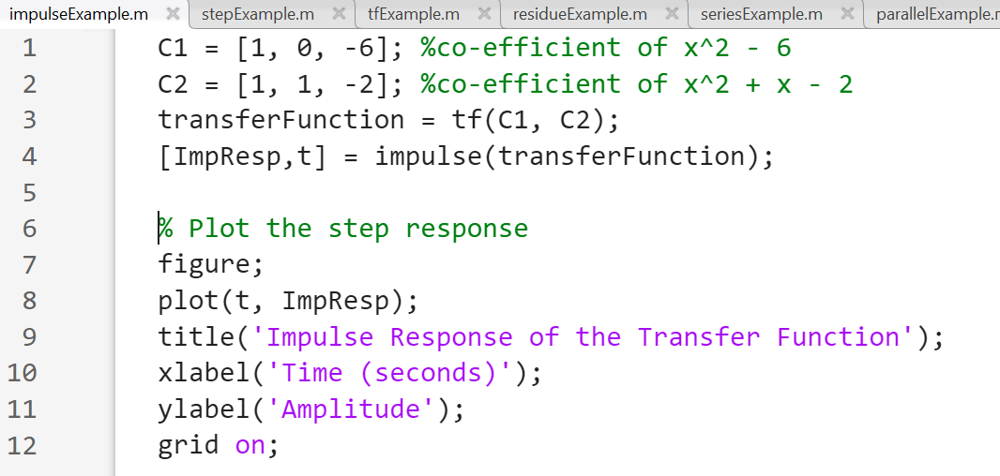 impulseExample.m × stepExample.m × tfExample.m × residueExample.m × seriesExample.m × parallelExample.
1 C1 = [1, 0, -6]; %co-efficient of x^2 - 6
2 C2 = [1, 1, -2]; %co-efficient of x^2 + x - 2
3 transferFunction = tf(C1, C2);
4 [ImpResp,t] = impulse(transferFunction);
5
6 % Plot the step response
7 figure;
8 plot(t, ImpResp);
9 title('Impulse Response of the Transfer Function');
10 xlabel('Time (seconds)');
11 ylabel('Amplitude');
12 grid on;